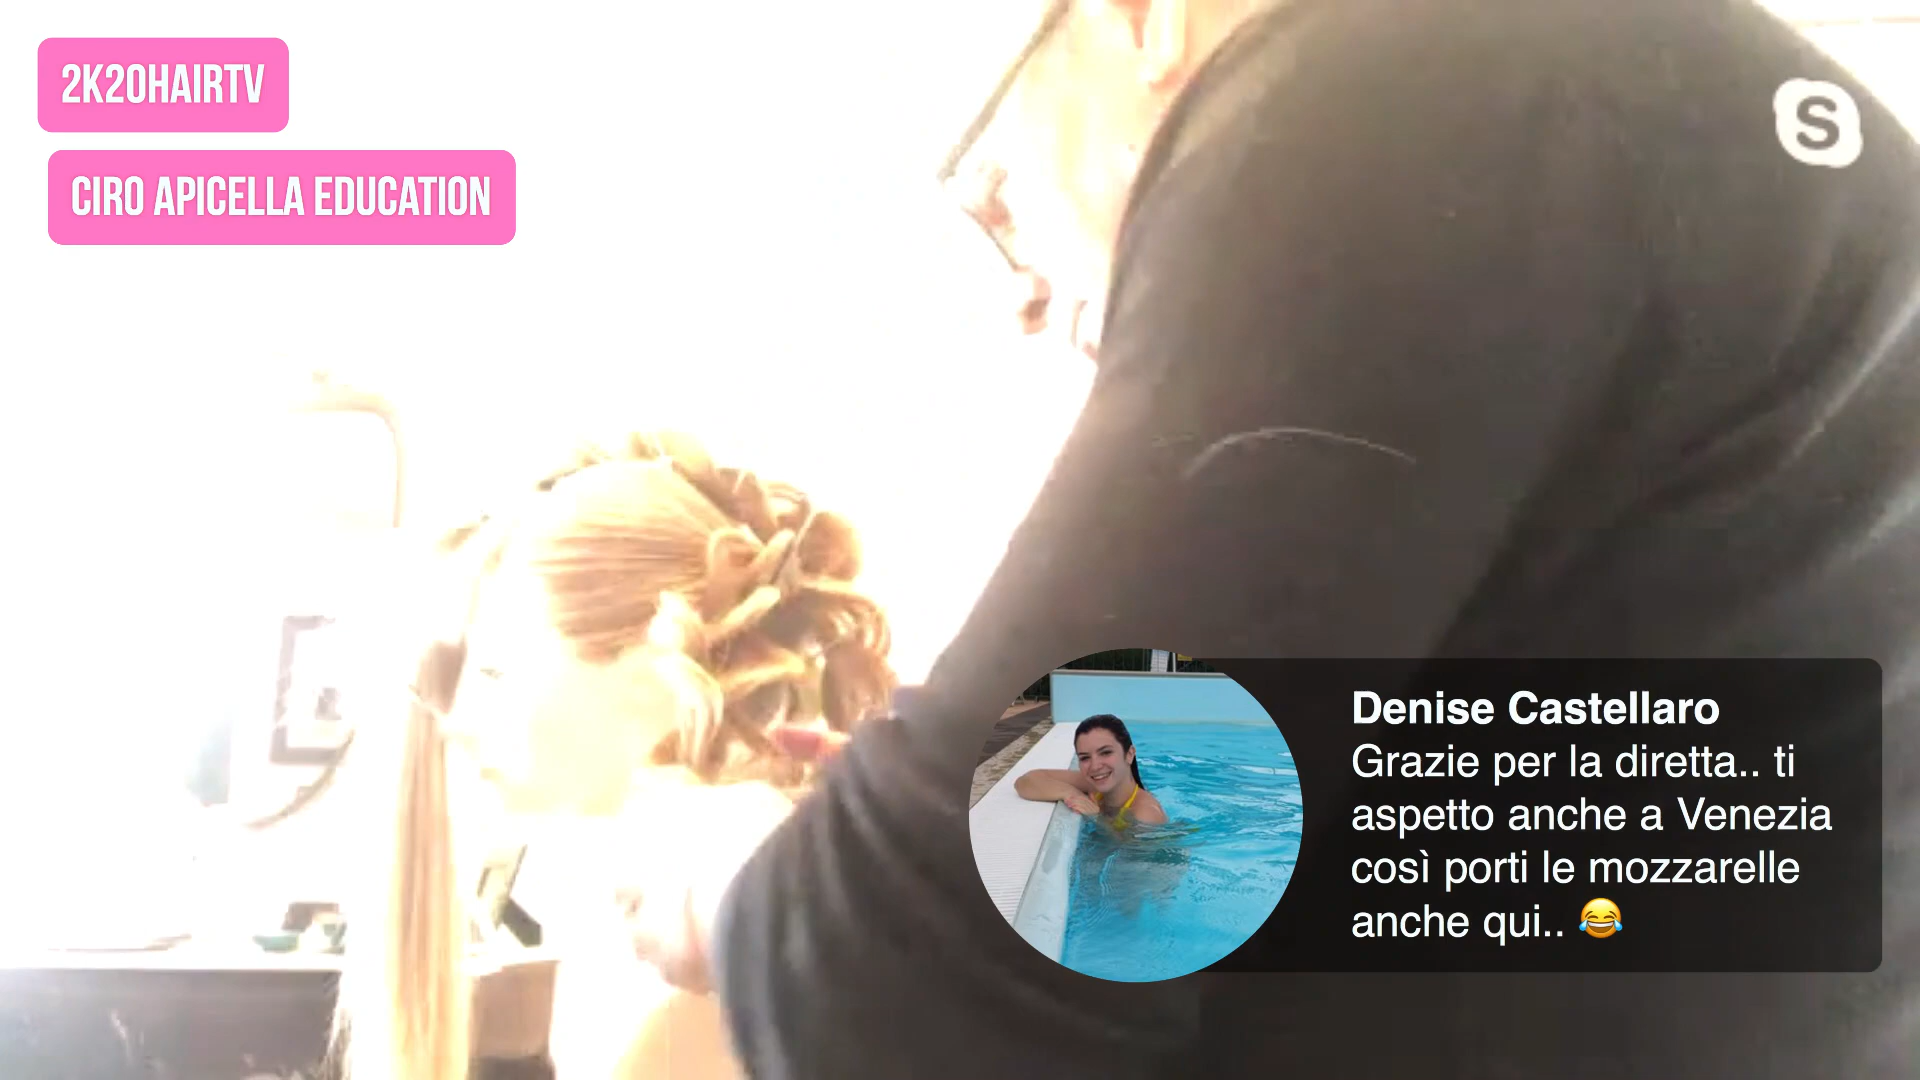 2K20HAIRTV
CIRO APICELLA EDUCATION
S
Denise Castellaro
Grazie per la diretta.. ti
aspetto anche a Venezia
così porti le mozzarelle
anche qui.. 😂